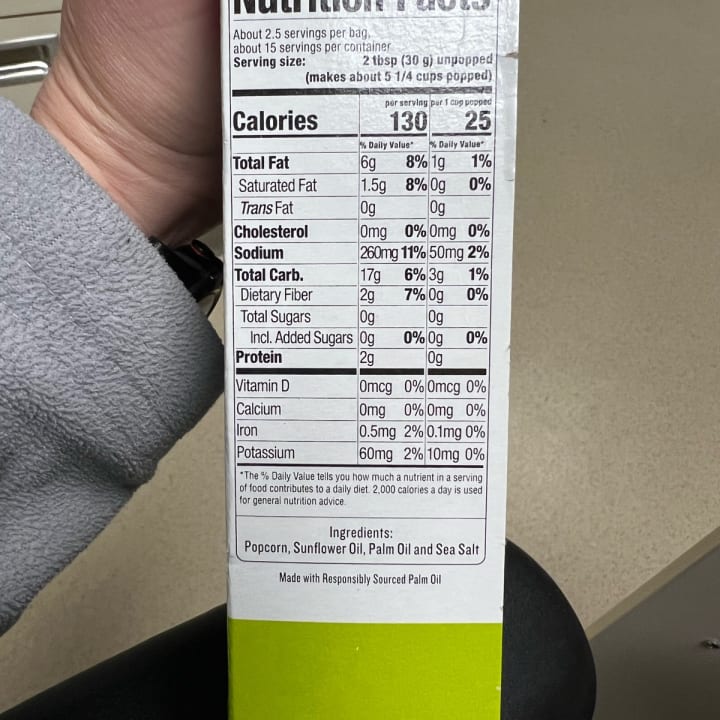 Nutrition Facts
About 2.5 servings per bag,
about 15 servings per container
Serving size: 2 tbsp (30 g) unpopped
(makes about 5 1/4 cups popped)
per serving per 1 cup popped
Calories 130 25
% Daily Value* % Daily Value*
Total Fat 6g 8% 1g 1%
Saturated Fat 1.5g 8% 0g 0%
Trans Fat 0g 0g
Cholesterol 0mg 0% 0mg 0%
Sodium 260mg 11% 50mg 2%
Total Carb. 17g 6% 3g 1%
Dietary Fiber 2g 7% 0g 0%
Total Sugars 0g 0g
Incl. Added Sugars 0g 0% 0g 0%
Protein 2g 0g
Vitamin D 0mcg 0% 0mcg 0%
Calcium 0mg 0% 0mg 0%
Iron 0.5mg 2% 0.1mg 0%
Potassium 60mg 2% 10mg 0%
*The % Daily Value tells you how much a nutrient in a serving
of food contributes to a daily diet. 2,000 calories a day is used
for general nutrition advice.
Ingredients:
Popcorn, Sunflower Oil, Palm Oil and Sea Salt
Made with Responsibly Sourced Palm Oil